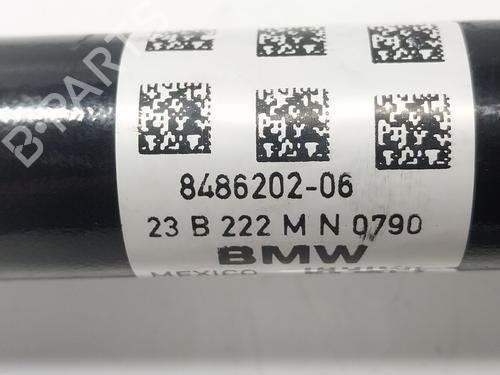 B-PARTS
8486202-06
23 B 222 M N 0790
BMW
MEXICO